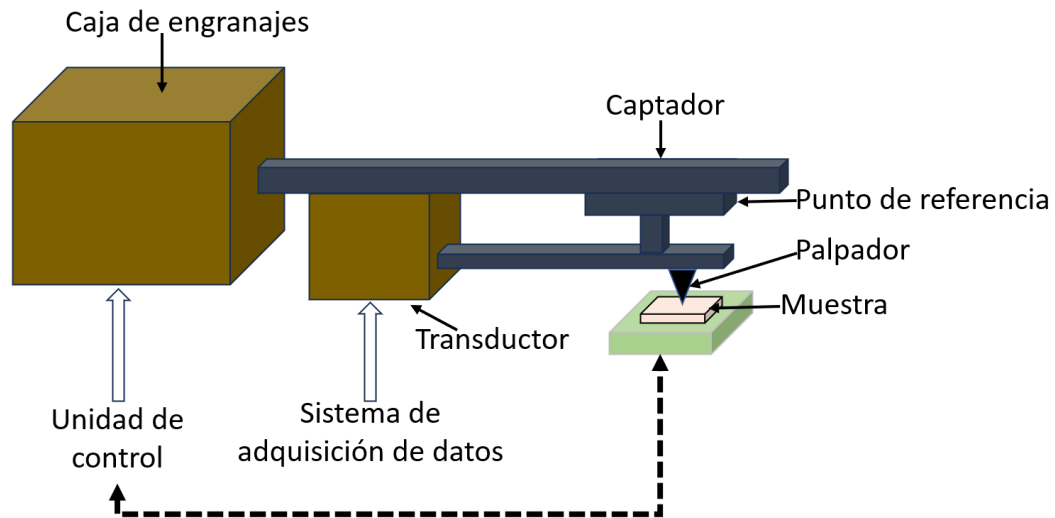 Caja de engranajes
Captador
Punto de referencia
Palpador
Muestra
Transductor
Unidad de
control
Sistema de
adquisición de datos